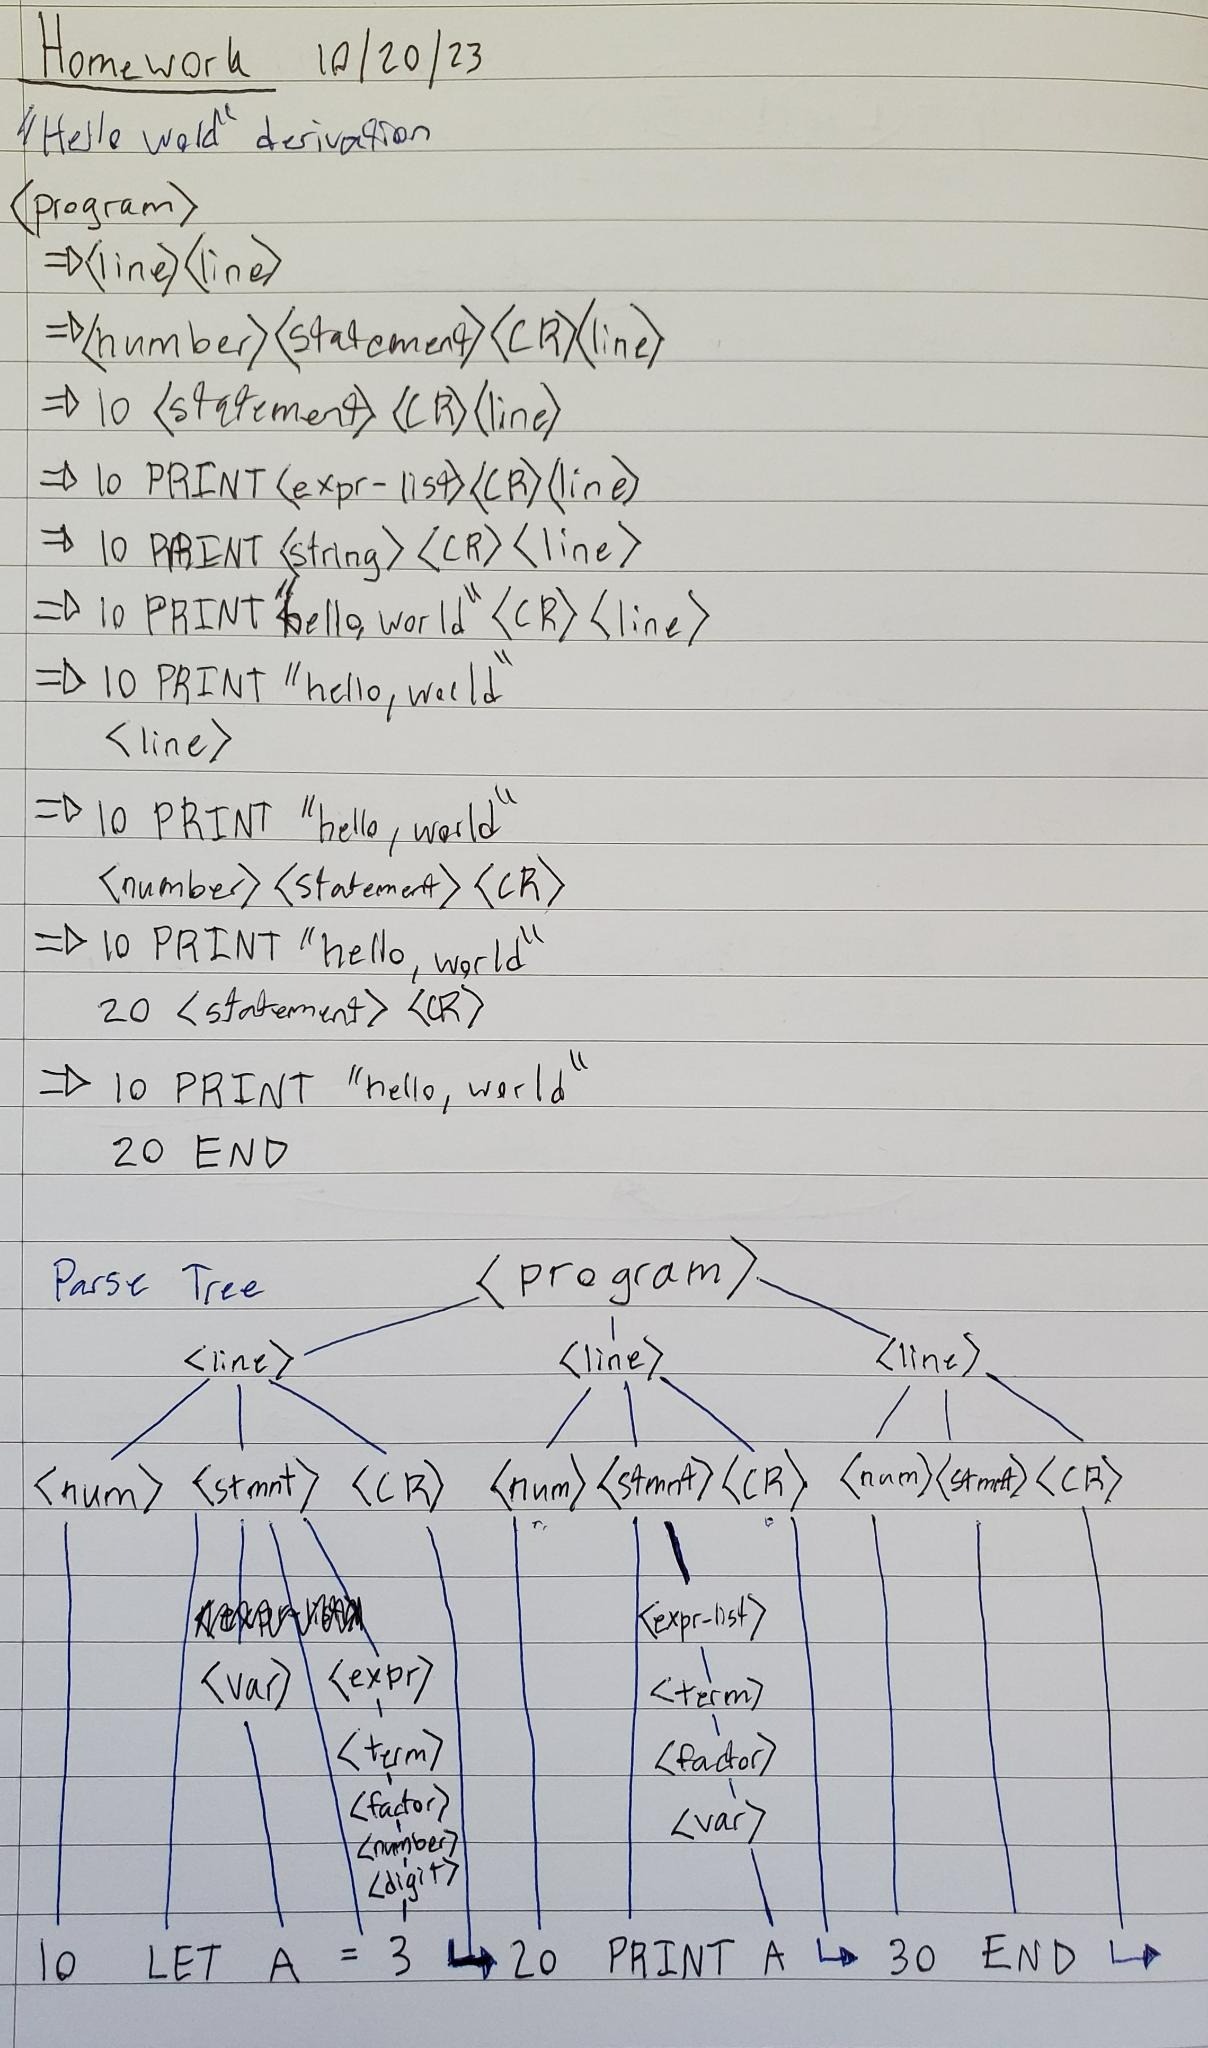 Homework 10/20/23
"Hello wold" derivation
<program>
⇒<line><line>
⇒<number><statement><CR><line>
⇒ 10 <statement> <CR><line>
⇒ 10 PRINT <expr-list><CR><line>
⇒ 10 PRINT <string> <CR> <line>
⇒ 10 PRINT "hello, world" <CR> <line>
⇒ 10 PRINT "hello, world"
<line>
⇒ 10 PRINT "hello, world"
<number> <statement> <CR>
⇒ 10 PRINT "hello, world"
20 <statement> <CR>
⇒ 10 PRINT "hello, world"
20 END
Parse Tree <program>
<line> <line> <line>
<num> <stmnt> <CR> <num> <stmnt> <CR> <num> <stmnt> <CR>
<expr-list>
<var> <expr> <term>
<term> <factor>
<factor> <var>
<number>
<digit>
10 LET A = 3 ↳ 20 PRINT A ↳ 30 END ↳